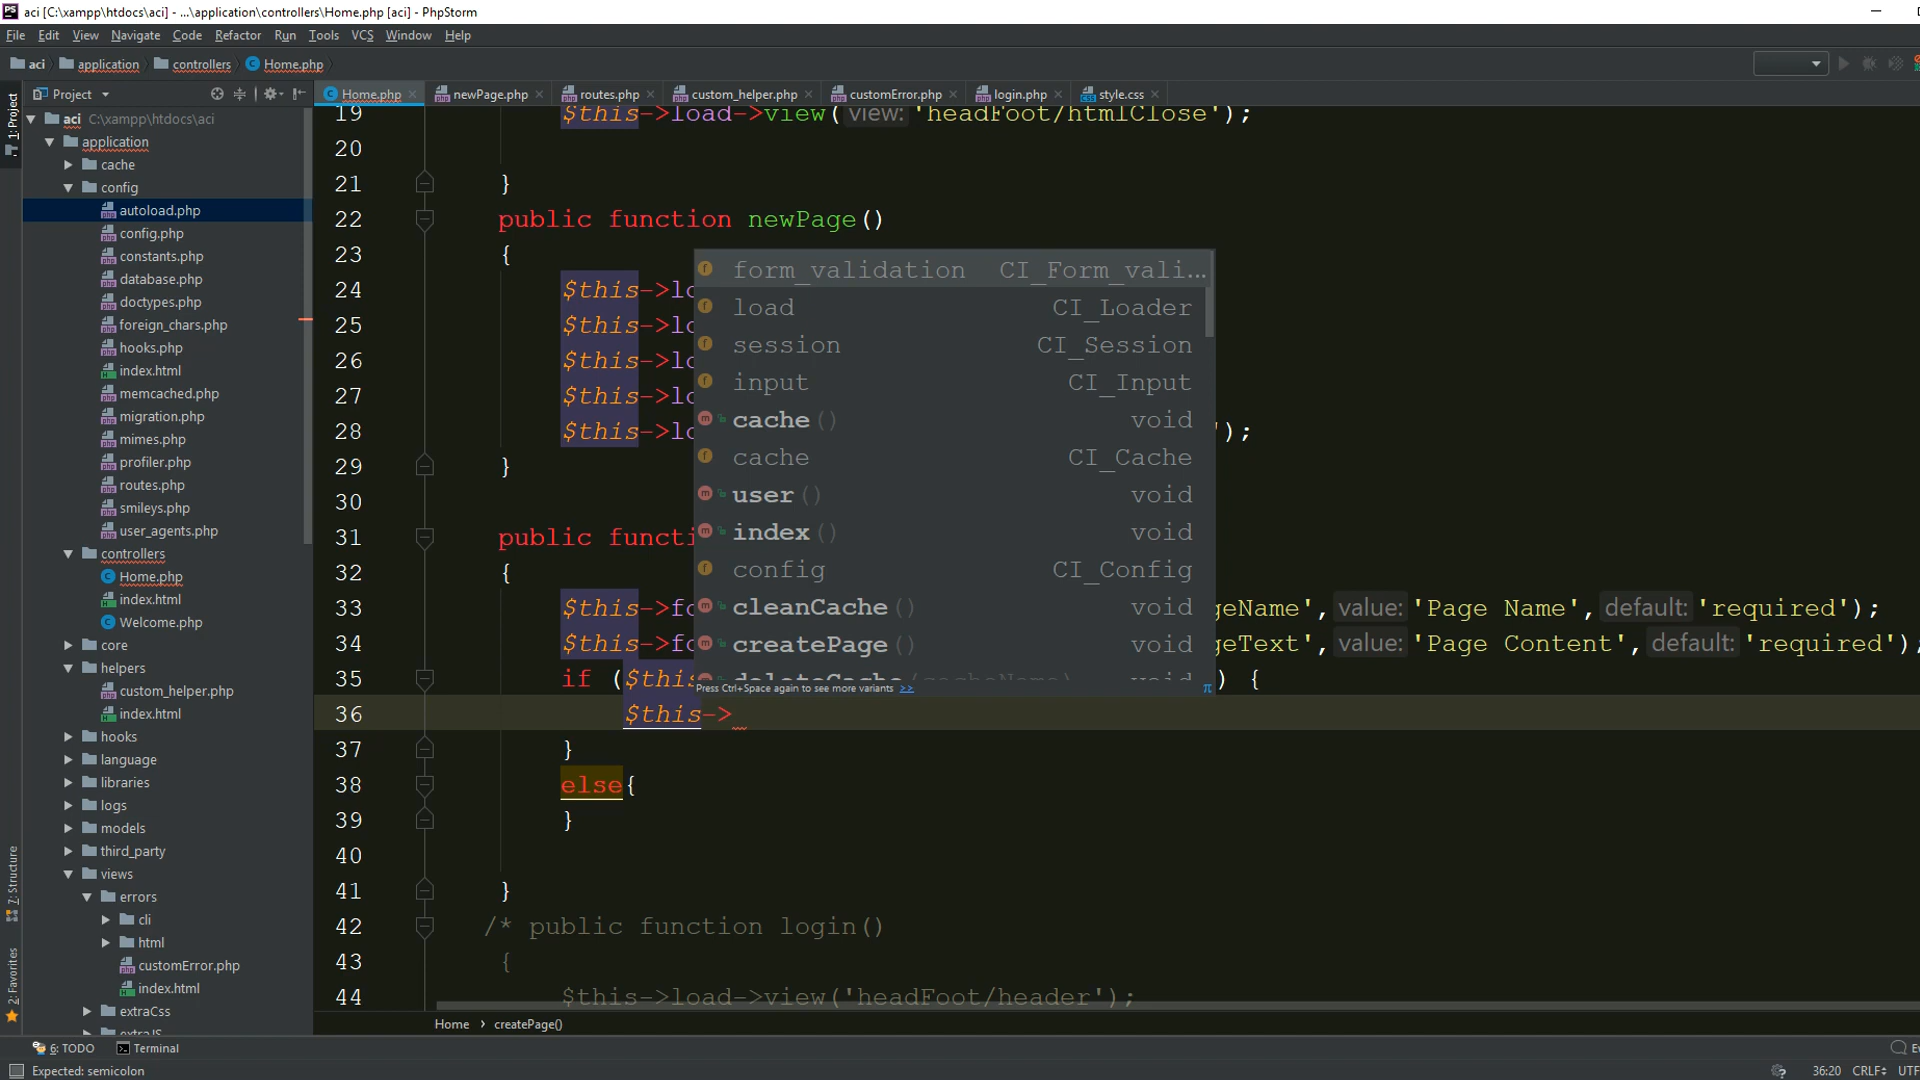 aci [C:\xampp\htdocs\aci] - ...\application\controllers\Home.php [aci] - PhpStorm
File Edit View Navigate Code Refactor Run Tools VCS Window Help
aci application controllers Home.php
Project
Home.php newPage.php routes.php custom_helper.php customError.php login.php style.css
1: Project
7: Structure
2: Favorites
aci C:\xampp\htdocs\aci
application
cache
config
autoload.php
config.php
constants.php
database.php
doctypes.php
foreign_chars.php
hooks.php
index.html
memcached.php
migration.php
mimes.php
profiler.php
routes.php
smileys.php
user_agents.php
controllers
Home.php
index.html
Welcome.php
core
helpers
custom_helper.php
index.html
hooks
language
libraries
logs
models
third_party
views
errors
cli
html
customError.php
index.html
extraCss
extraJS
19 $this->load->view( view: 'headFoot/htmlClose');
20
21 }
22 public function newPage()
23 {
24 $this->lo
25 $this->lo
26 $this->lo
27 $this->lo
28 $this->lo ');
29 }
30
31 public functi
32 {
33 $this->fo geName', value: 'Page Name', default: 'required');
34 $this->fo geText', value: 'Page Content', default: 'required');
35 if ($this ) {
36 $this->
37 }
38 else{
39 }
40
41 }
42 /* public function login()
43 {
44 $this->load->view('headFoot/header');
form_validation CI_Form_vali...
load CI_Loader
session CI_Session
input CI_Input
cache() void
cache CI_Cache
user() void
index() void
config CI_Config
cleanCache() void
createPage() void
deleteCache(cacheName) void
Press Ctrl+Space again to see more variants >> π
Home › createPage()
6: TODO Terminal Ev
Expected: semicolon 36:20 CRLF UTF